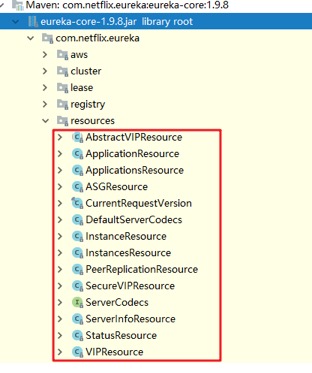 Maven: com.netflix.eureka:eureka-core:1.9.8
eureka-core-1.9.8.jar library root
com.netflix.eureka
aws
cluster
lease
registry
resources
AbstractVIPResource
ApplicationResource
ApplicationsResource
ASGResource
CurrentRequestVersion
DefaultServerCodecs
InstanceResource
InstancesResource
PeerReplicationResource
SecureVIPResource
ServerCodecs
ServerInfoResource
StatusResource
VIPResource